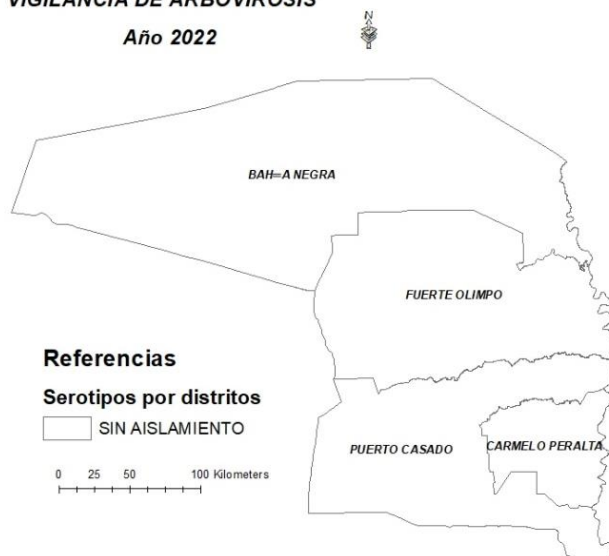 VIGILANCIA DE ARBOVIROSIS
Año 2022
N
BAH=A NEGRA
FUERTE OLIMPO
Referencias
Serotipos por distritos
SIN AISLAMIENTO
PUERTO CASADO
CARMELO PERALTA
0 25 50 100 Kilometers